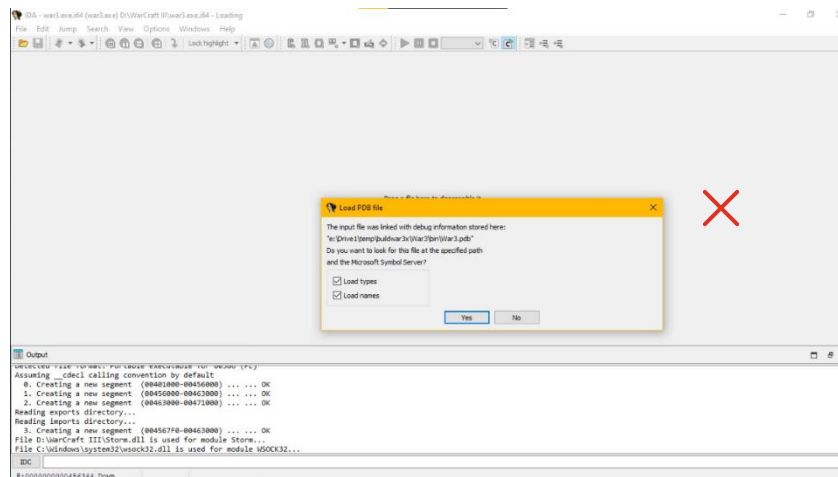 IDA - war3.exe.i64 (war3.exe) D:\WarCraft III\war3.exe.i64 - Loading
File Edit Jump Search View Options Windows Help
Lock highlight
Load PDB file
The input file was linked with debug information stored here:
"e:\Drive1\temp\buildwar3x\War3\bin\War3.pdb"
Do you want to look for this file at the specified path
and the Microsoft Symbol Server?
Load types
Load names
Yes No
Output
Assuming __cdecl calling convention by default
0. Creating a new segment (00401000-00456000) ... ... OK
1. Creating a new segment (00456000-00463000) ... ... OK
2. Creating a new segment (00463000-00471000) ... ... OK
Reading exports directory...
Reading imports directory...
3. Creating a new segment (004567F0-00463000) ... ... OK
File D:\WarCraft III\Storm.dll is used for module Storm...
File C:\Windows\system32\wsock32.dll is used for module WSOCK32...
IDC